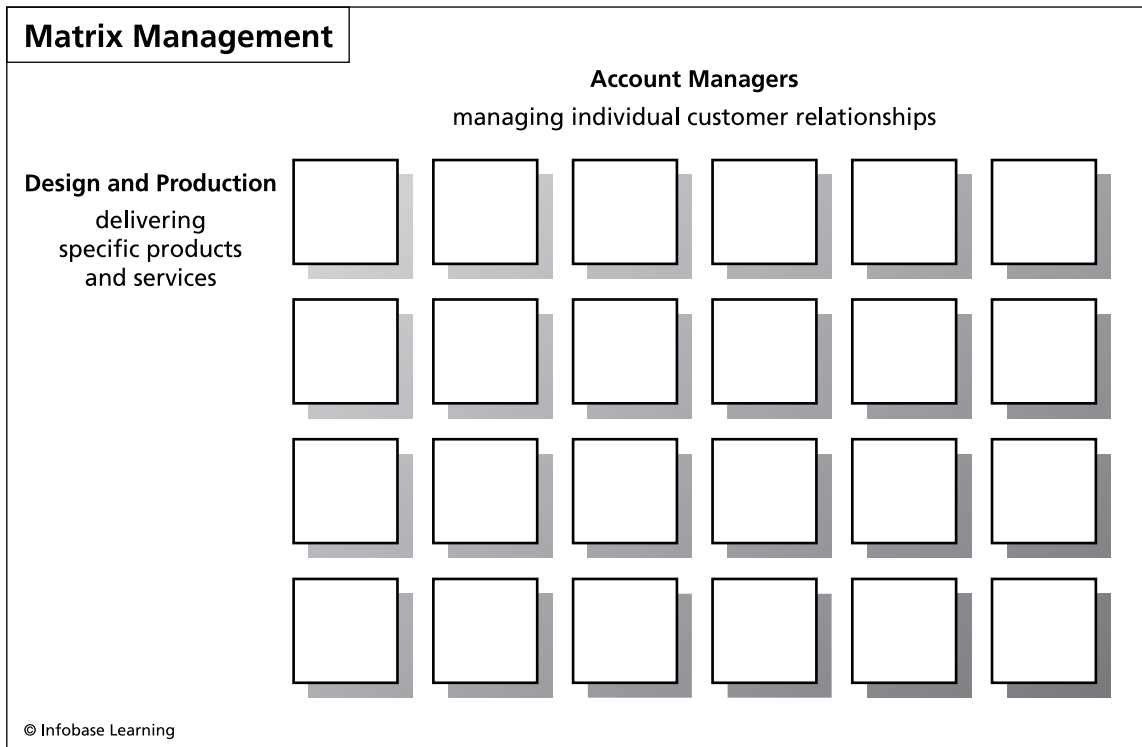 Matrix Management
Account Managers
managing individual customer relationships
Design and Production
delivering
specific products
and services
© Infobase Learning